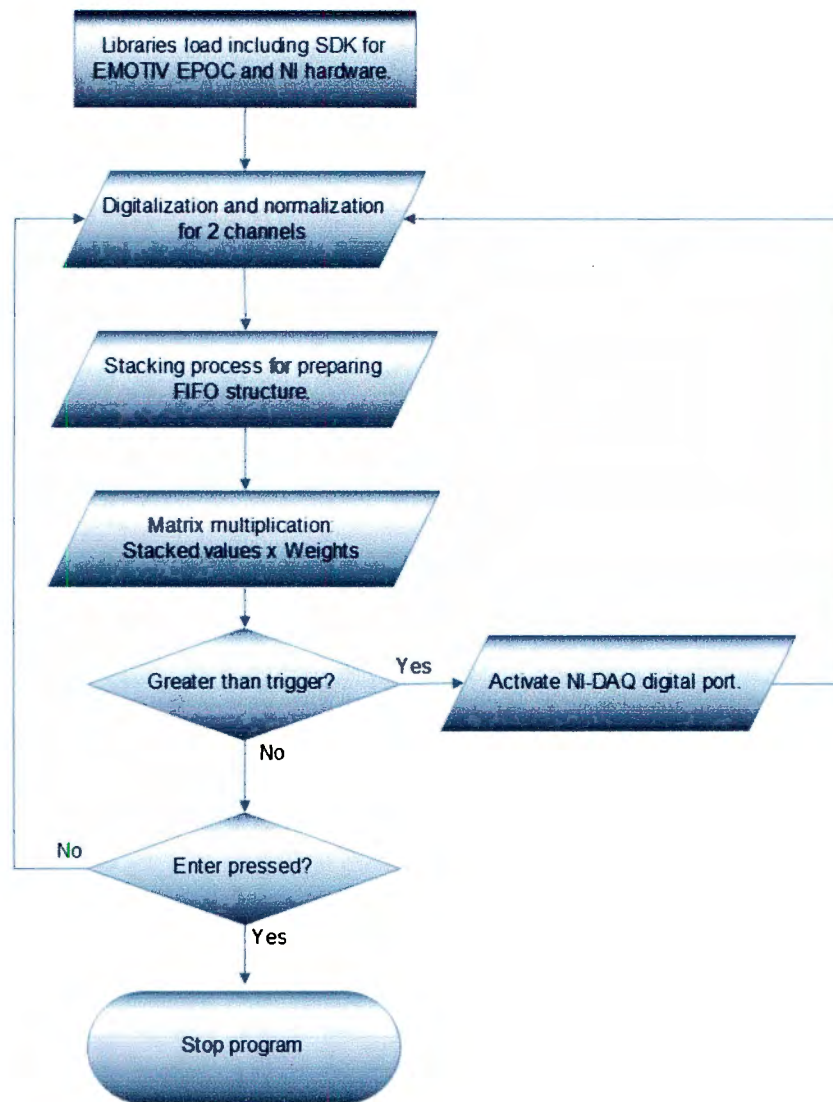 Libraries load including SDK for
EMOTIV EPOC and NI hardware.
Digitalization and normalization
for 2 channels
Stacking process for preparing
FIFO structure.
Matrix multiplication:
Stacked values x Weights
Greater than trigger?
Yes
Activate NI-DAQ digital port.
No
Enter pressed?
No
Yes
Stop program